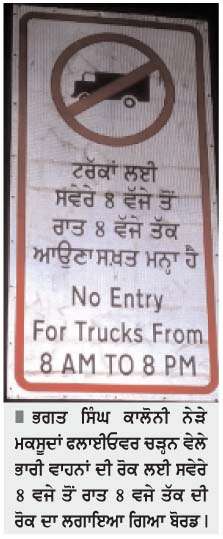 ਟਰੱਕਾਂ ਲਈ
ਸਵੇਰੇ 8 ਵੱਜੇ ਤੋਂ
ਰਾਤ 8 ਵੱਜੇ ਤੱਕ
ਆਉਣਾ ਸਖ਼ਤ ਮਨ੍ਹਾ ਹੈ
No Entry
For Trucks From
8 AM TO 8 PM
ਭਗਤ ਸਿੰਘ ਕਾਲੋਨੀ ਨੇੜੇ
ਮਕਸੂਦਾਂ ਫਲਾਈਓਵਰ ਚੜ੍ਹਨ ਵੇਲੇ
ਭਾਰੀ ਵਾਹਨਾਂ ਦੀ ਰੋਕ ਲਈ ਸਵੇਰੇ
8 ਵਜੇ ਤੋਂ ਰਾਤ 8 ਵਜੇ ਤੱਕ ਦੀ
ਰੋਕ ਦਾ ਲਗਾਇਆ ਗਿਆ ਬੋਰਡ।